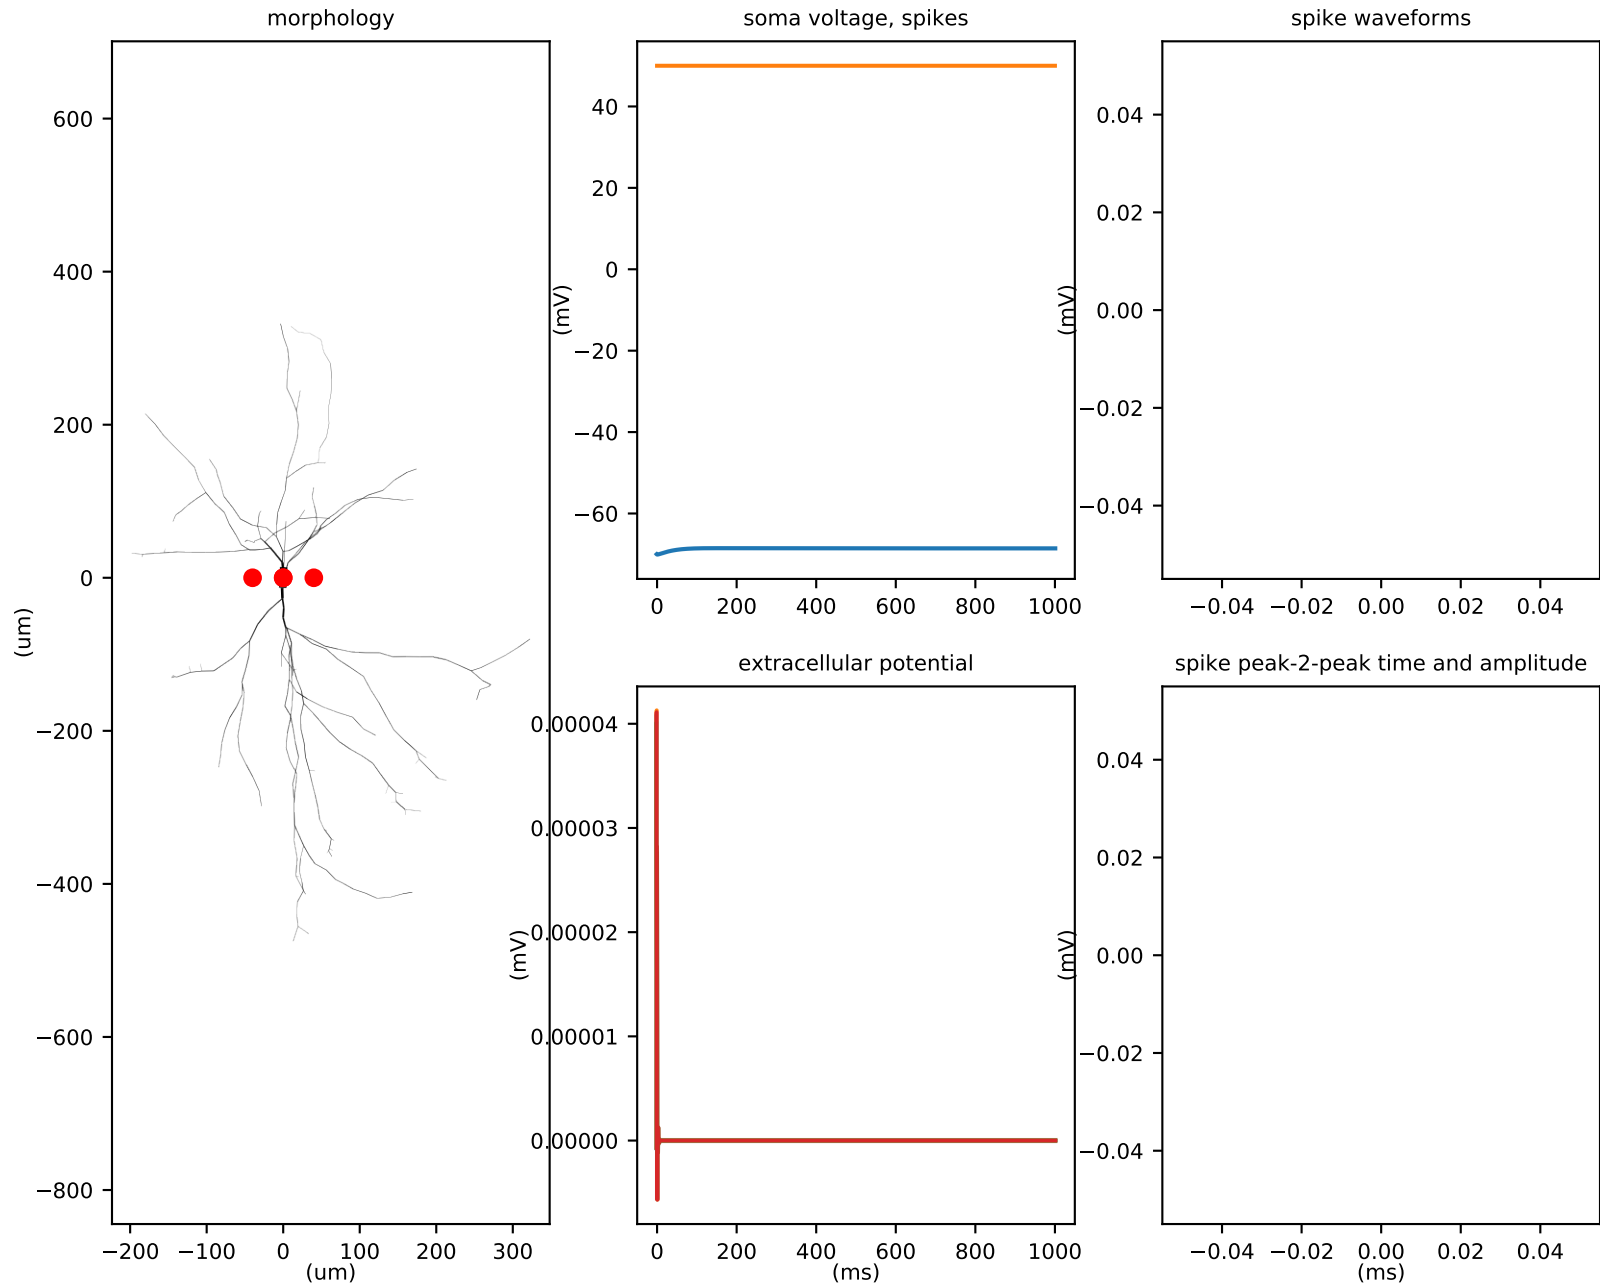 morphology
600
400
200
0
−200
−400
−600
−800
(um)
−200 −100 0 100 200 300
(um)
soma voltage, spikes
40
20
0
−20
−40
−60
(mV)
0 200 400 600 800 1000
spike waveforms
0.04
0.02
0.00
−0.02
−0.04
(mV)
−0.04 −0.02 0.00 0.02 0.04
extracellular potential
0.00004
0.00003
0.00002
0.00001
0.00000
(mV)
0 200 400 600 800 1000
(ms)
spike peak-2-peak time and amplitude
0.04
0.02
0.00
−0.02
−0.04
(mV)
−0.04 −0.02 0.00 0.02 0.04
(ms)